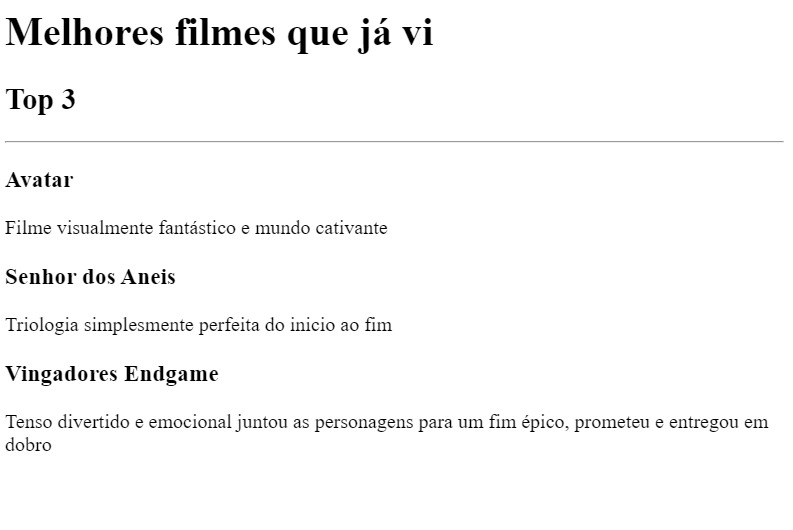 Melhores filmes que já vi
Top 3
Avatar
Filme visualmente fantástico e mundo cativante
Senhor dos Aneis
Triologia simplesmente perfeita do inicio ao fim
Vingadores Endgame
Tenso divertido e emocional juntou as personagens para um fim épico, prometeu e entregou em
dobro